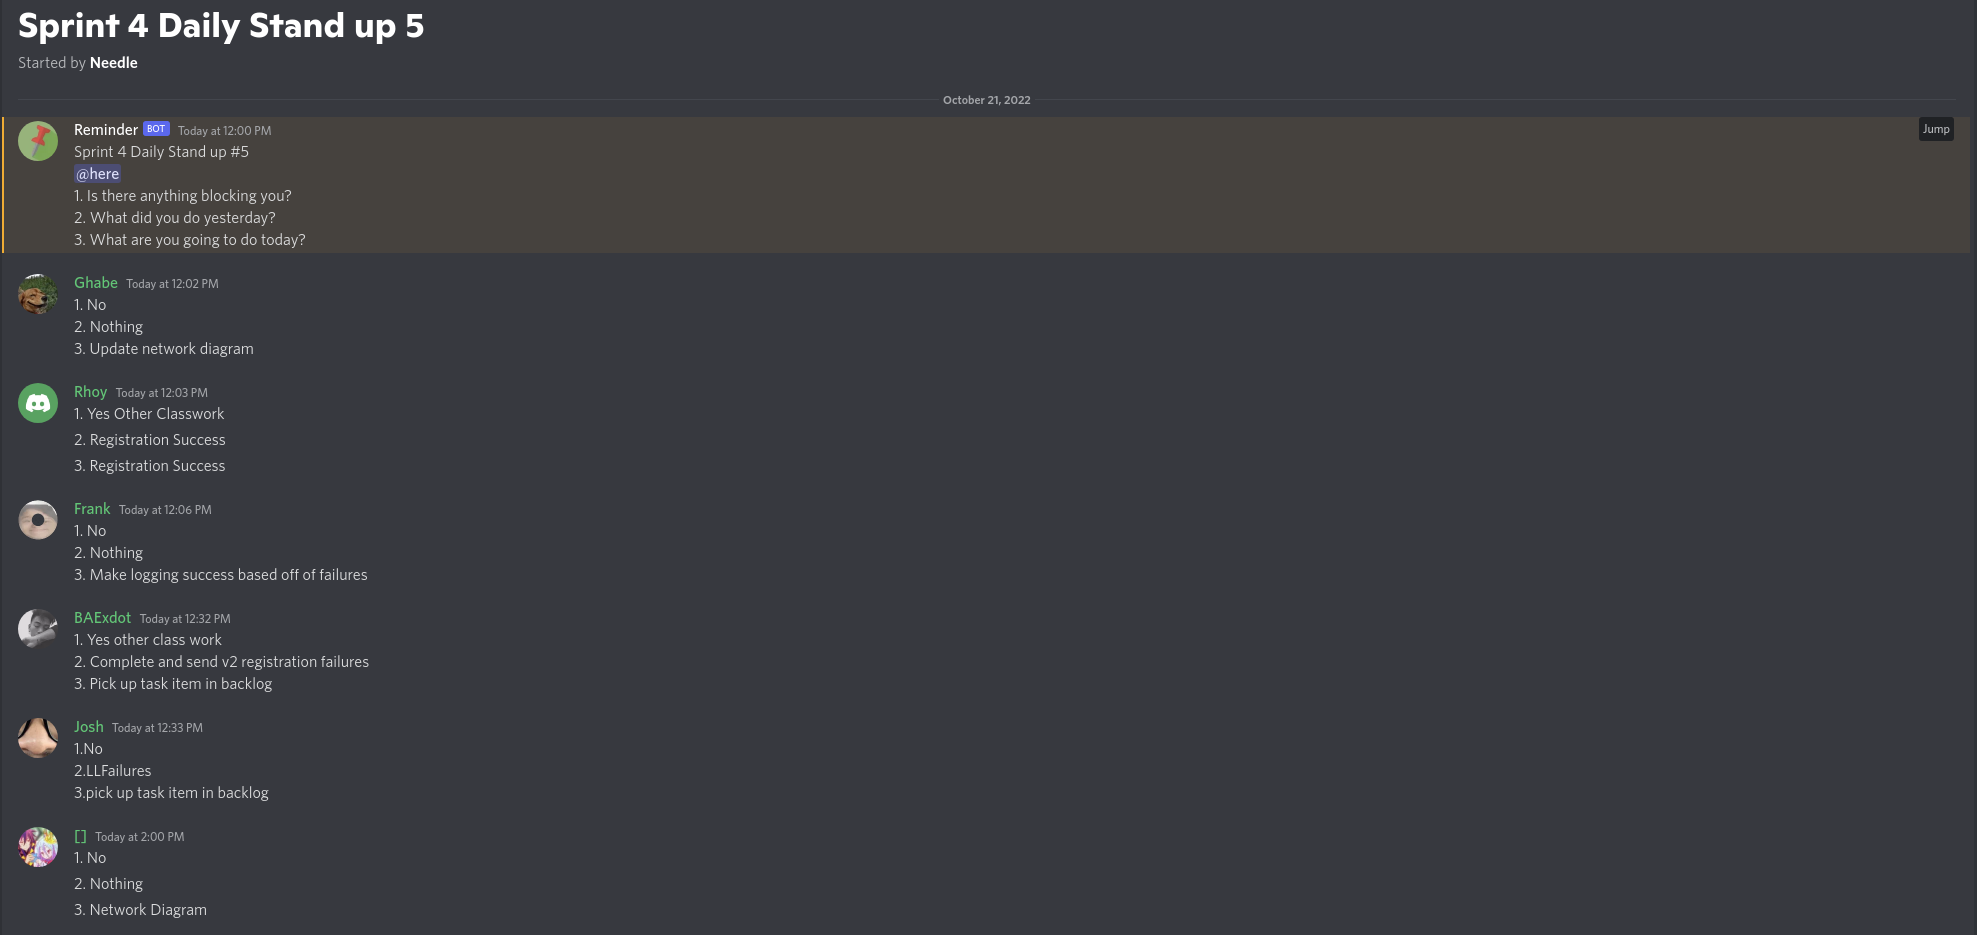 Sprint 4 Daily Stand up 5
Started by Needle
October 21, 2022
Reminder BOT Today at 12:00 PM
Jump
Sprint 4 Daily Stand up #5
@here
1. Is there anything blocking you?
2. What did you do yesterday?
3. What are you going to do today?
Ghabe Today at 12:02 PM
1. No
2. Nothing
3. Update network diagram
Rhoy Today at 12:03 PM
1. Yes Other Classwork
2. Registration Success
3. Registration Success
Frank Today at 12:06 PM
1. No
2. Nothing
3. Make logging success based off of failures
BAExdot Today at 12:32 PM
1. Yes other class work
2. Complete and send v2 registration failures
3. Pick up task item in backlog
Josh Today at 12:33 PM
1.No
2.LLFailures
3.pick up task item in backlog
[] Today at 2:00 PM
1. No
2. Nothing
3. Network Diagram